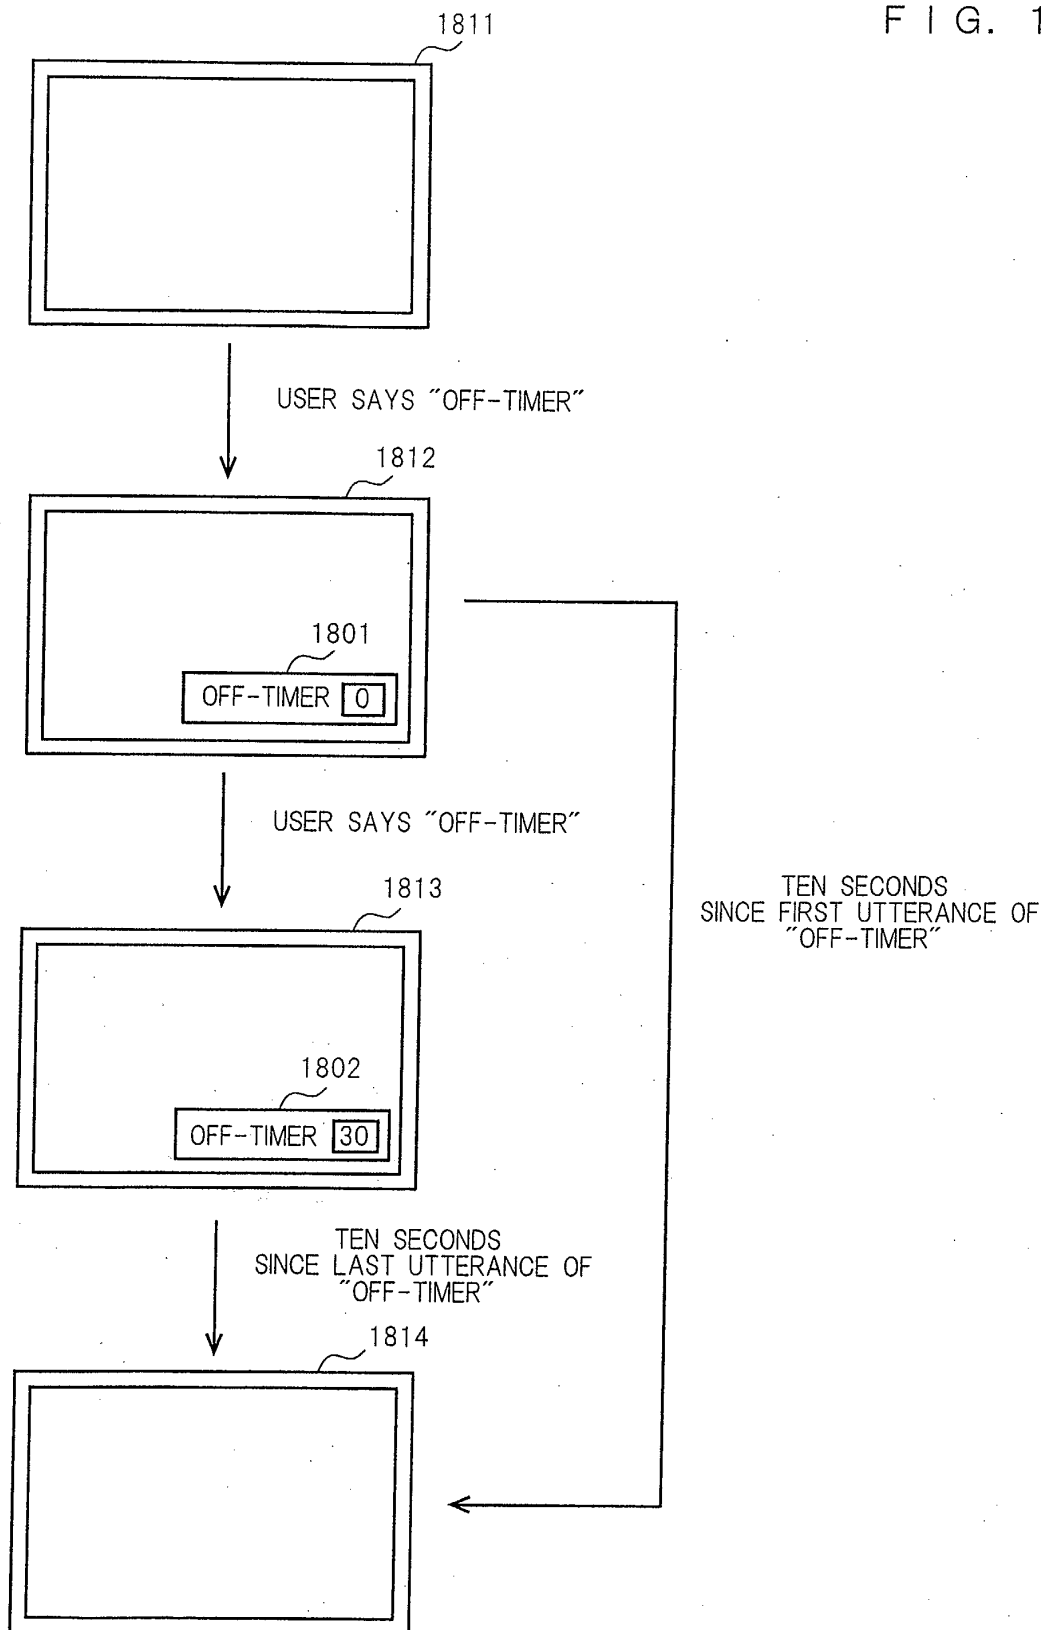 FIG. 1
1811
USER SAYS "OFF-TIMER"
1812
1801
OFF-TIMER 0
USER SAYS "OFF-TIMER"
1813
TEN SECONDS
SINCE FIRST UTTERANCE OF
"OFF-TIMER"
1802
OFF-TIMER 30
TEN SECONDS
SINCE LAST UTTERANCE OF
"OFF-TIMER"
1814